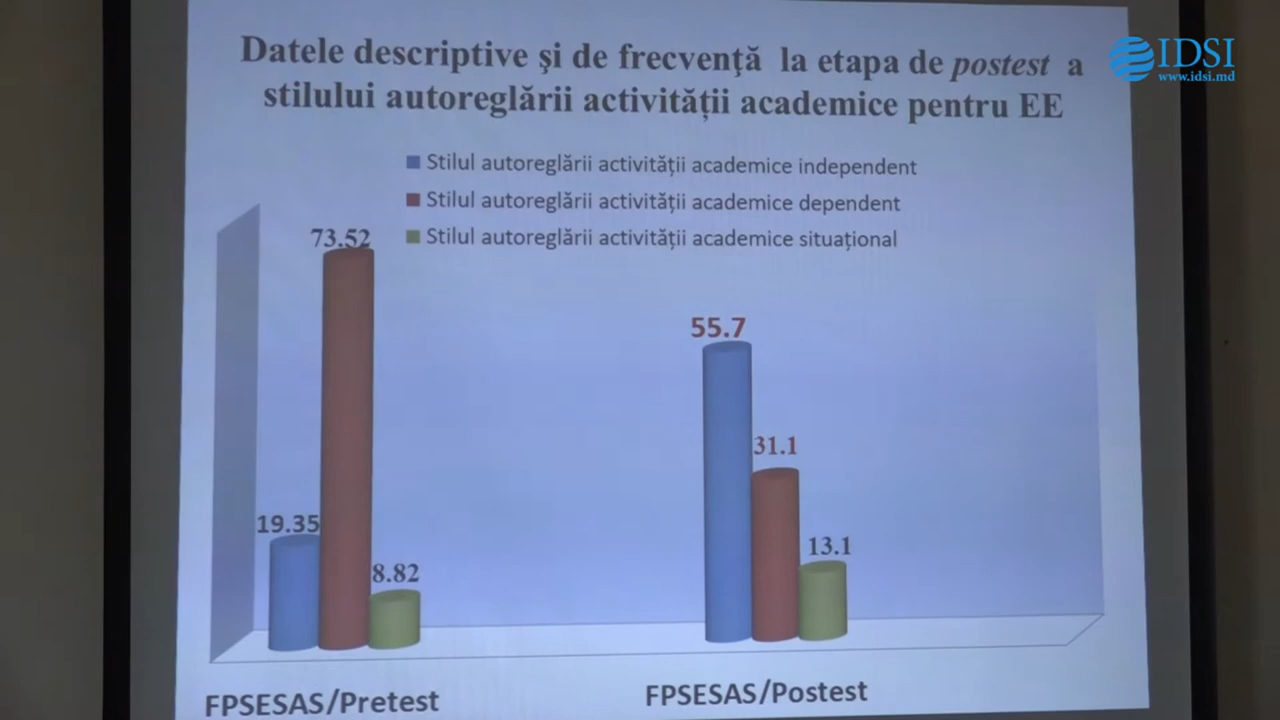 Datele descriptive şi de frecvenţă la etapa de postest a
stilului autoreglării activității academice pentru EE
IDSI
www.idsi.md
Stilul autoreglării activității academice independent
Stilul autoreglării activității academice dependent
Stilul autoreglării activității academice situațional
73.52
19.35
8.82
55.7
31.1
13.1
FPSESAS/Pretest
FPSESAS/Postest